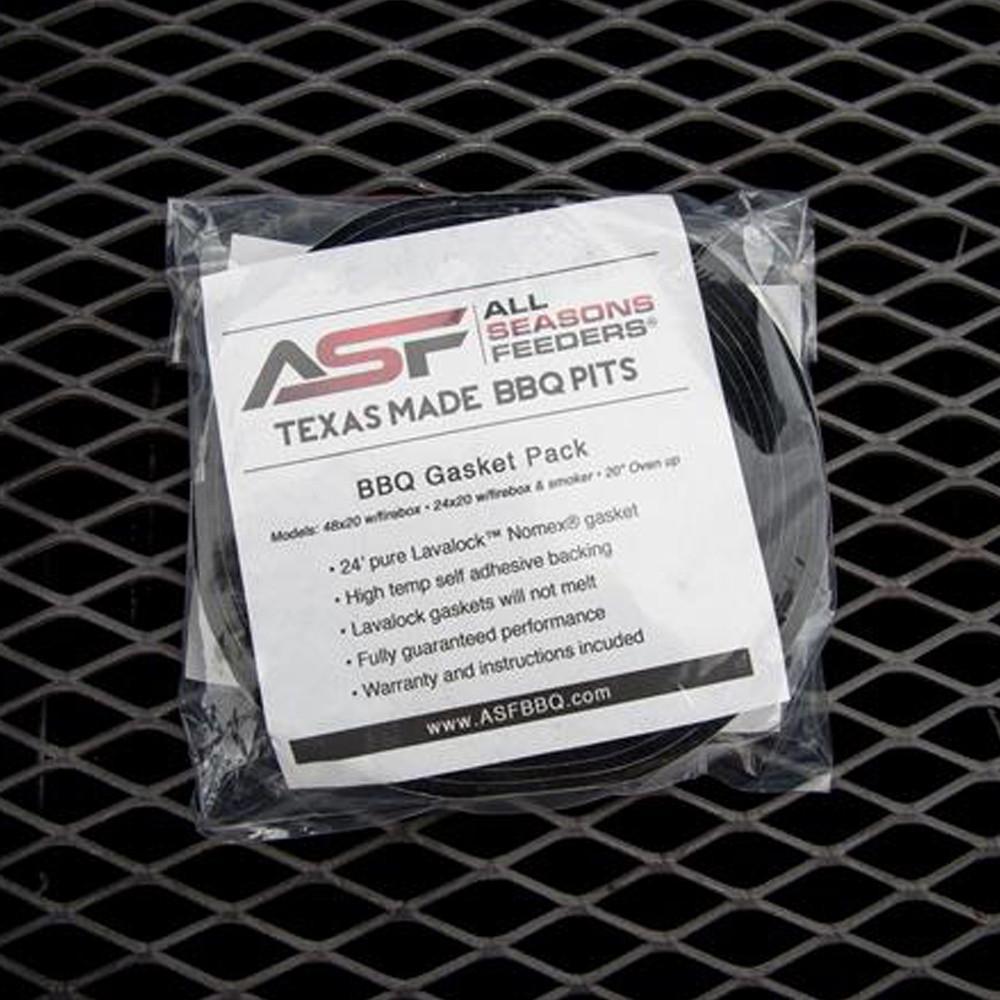 ASF
ALL
SEASONS
FEEDERS®
TEXAS MADE BBQ PITS
BBQ Gasket Pack
Models: 48x20 w/firebox • 24x20 w/firebox & smoker • 20" Oven up
• 24' pure Lavalock™ Nomex® gasket
• High temp self adhesive backing
• Lavalock gaskets will not melt
• Fully guaranteed performance
• Warranty and instructions incuded
www.ASFBBQ.com